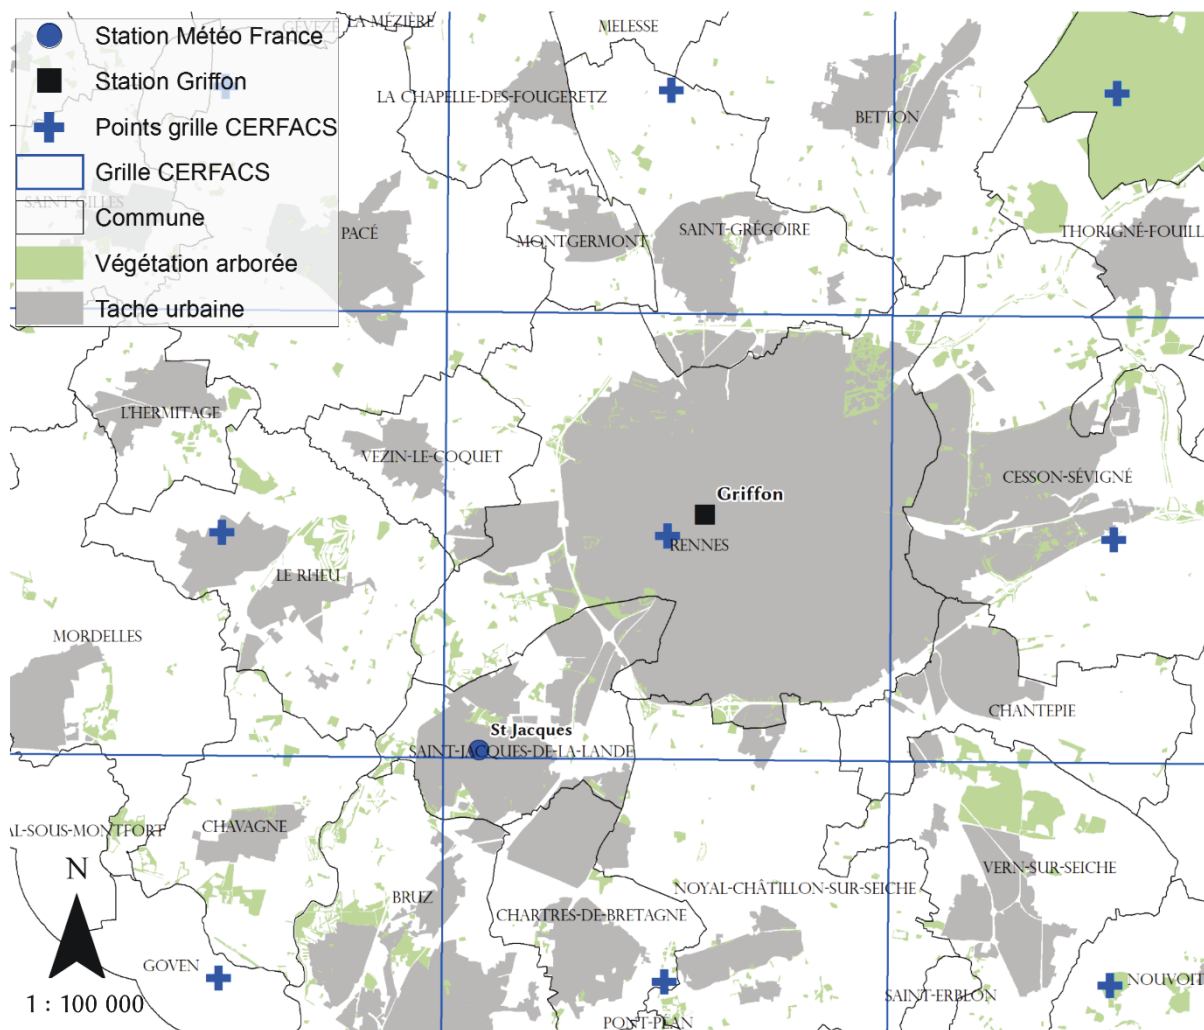 Station Météo France
Station Griffon
Points grille CERFACS
Grille CERFACS
Commune
Végétation arborée
Tache urbaine
GÉVEZÉ
LA MÉZIÈRE
MELESSE
LA CHAPELLE-DES-FOUGERETZ
BETTON
SAINT-GILLES
PACÉ
MONTGERMONT
SAINT-GRÉGOIRE
THORIGNÉ-FOUILL
L'HERMITAGE
VEZIN-LE-COQUET
CESSON-SÉVIGNÉ
Griffon
RENNES
LE RHEU
MORDELLES
CHANTEPIE
St Jacques
SAINT-JACQUES-DE-LA-LANDE
AL-SOUS-MONTFORT
CHAVAGNE
VERN-SUR-SEICHE
NOYAL-CHÂTILLON-SUR-SEICHE
BRUZ
CHARTRES-DE-BRETAGNE
GOVEN
NOUVOIT
SAINT-ERBLON
PONT-PÉAN
N
1 : 100 000